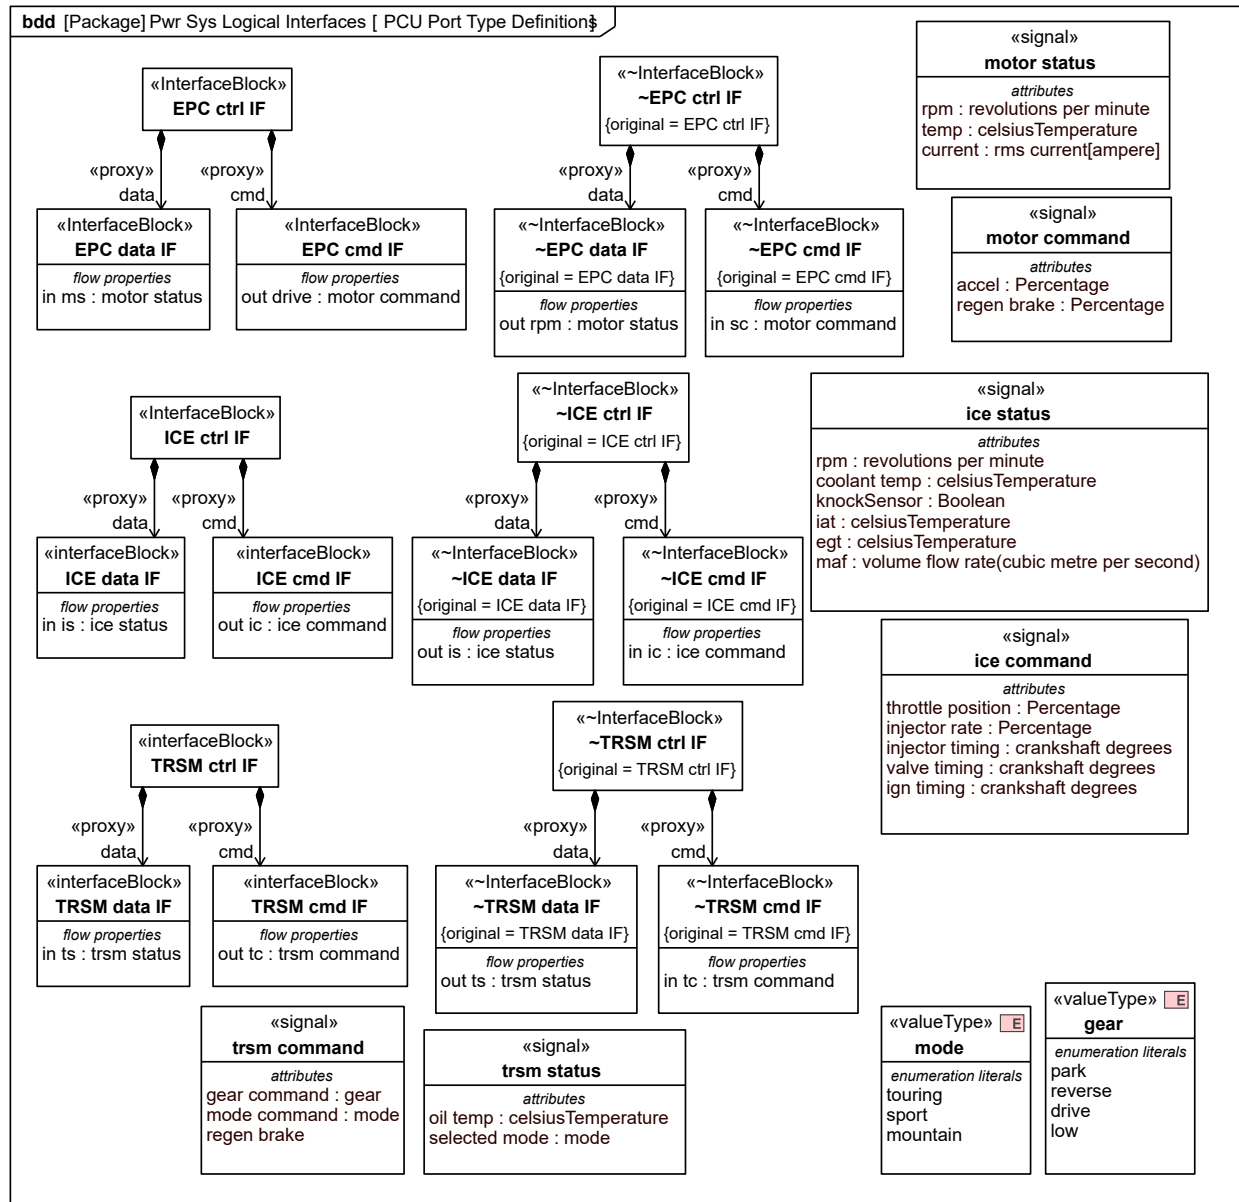 bdd [Package] Pwr Sys Logical Interfaces [ PCU Port Type Definitions]
«InterfaceBlock»
EPC ctrl IF
«proxy»
data
«proxy»
cmd
«InterfaceBlock»
EPC data IF
flow properties
in ms : motor status
«InterfaceBlock»
EPC cmd IF
flow properties
out drive : motor command
«~InterfaceBlock»
~EPC ctrl IF
{original = EPC ctrl IF}
«proxy»
data
«proxy»
cmd
«~InterfaceBlock»
~EPC data IF
{original = EPC data IF}
flow properties
out rpm : motor status
«~InterfaceBlock»
~EPC cmd IF
{original = EPC cmd IF}
flow properties
in sc : motor command
«signal»
motor status
attributes
rpm : revolutions per minute
temp : celsiusTemperature
current : rms current[ampere]
«signal»
motor command
attributes
accel : Percentage
regen brake : Percentage
«InterfaceBlock»
ICE ctrl IF
«proxy»
data
«proxy»
cmd
«interfaceBlock»
ICE data IF
flow properties
in is : ice status
«interfaceBlock»
ICE cmd IF
flow properties
out ic : ice command
«~InterfaceBlock»
~ICE ctrl IF
{original = ICE ctrl IF}
«proxy»
data
«proxy»
cmd
«~InterfaceBlock»
~ICE data IF
{original = ICE data IF}
flow properties
out is : ice status
«~InterfaceBlock»
~ICE cmd IF
{original = ICE cmd IF}
flow properties
in ic : ice command
«signal»
ice status
attributes
rpm : revolutions per minute
coolant temp : celsiusTemperature
knockSensor : Boolean
iat : celsiusTemperature
egt : celsiusTemperature
maf : volume flow rate(cubic metre per second)
«signal»
ice command
attributes
throttle position : Percentage
injector rate : Percentage
injector timing : crankshaft degrees
valve timing : crankshaft degrees
ign timing : crankshaft degrees
«interfaceBlock»
TRSM ctrl IF
«proxy»
data
«proxy»
cmd
«interfaceBlock»
TRSM data IF
flow properties
in ts : trsm status
«interfaceBlock»
TRSM cmd IF
flow properties
out tc : trsm command
«~InterfaceBlock»
~TRSM ctrl IF
{original = TRSM ctrl IF}
«proxy»
data
«proxy»
cmd
«~InterfaceBlock»
~TRSM data IF
{original = TRSM data IF}
flow properties
out ts : trsm status
«~InterfaceBlock»
~TRSM cmd IF
{original = TRSM cmd IF}
flow properties
in tc : trsm command
«signal»
trsm command
attributes
gear command : gear
mode command : mode
regen brake
«signal»
trsm status
attributes
oil temp : celsiusTemperature
selected mode : mode
«valueType» E
mode
enumeration literals
touring
sport
mountain
«valueType» E
gear
enumeration literals
park
reverse
drive
low